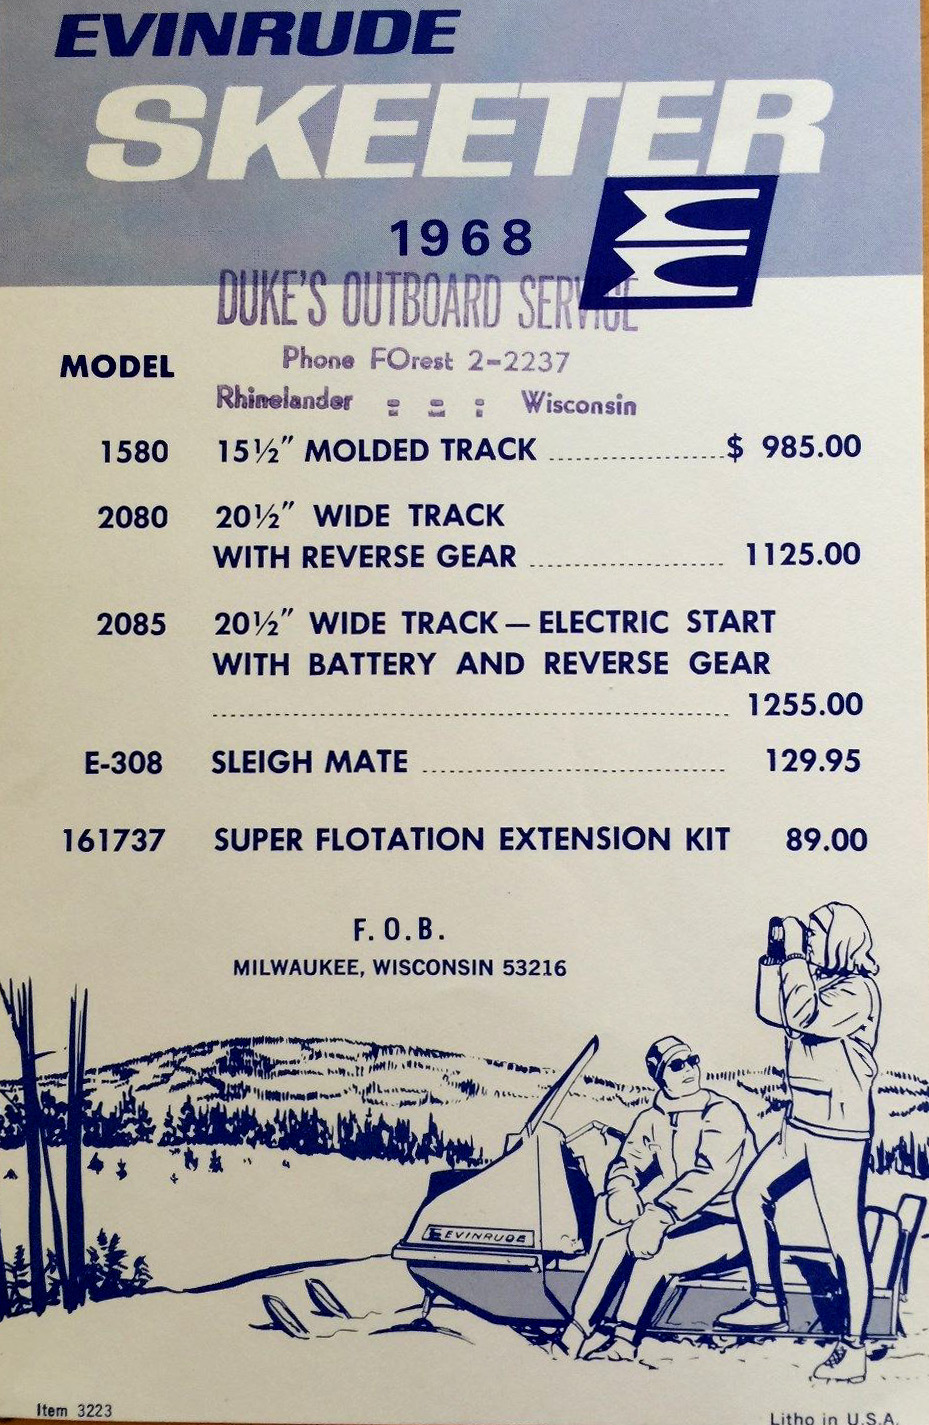 EVINRUDE
SKEETER
1968
DUKE'S OUTBOARD SERVICE
Phone FOrest 2-2237
MODEL
Rhinelander - - - Wisconsin
1580 15½" MOLDED TRACK ........................ $ 985.00
2080 20½" WIDE TRACK
WITH REVERSE GEAR ........................ 1125.00
2085 20½" WIDE TRACK — ELECTRIC START
WITH BATTERY AND REVERSE GEAR
........................ 1255.00
E-308 SLEIGH MATE ........................ 129.95
161737 SUPER FLOTATION EXTENSION KIT 89.00
F.O.B.
MILWAUKEE, WISCONSIN 53216
EVINRUDE
Item 3223
Litho in U.S.A.